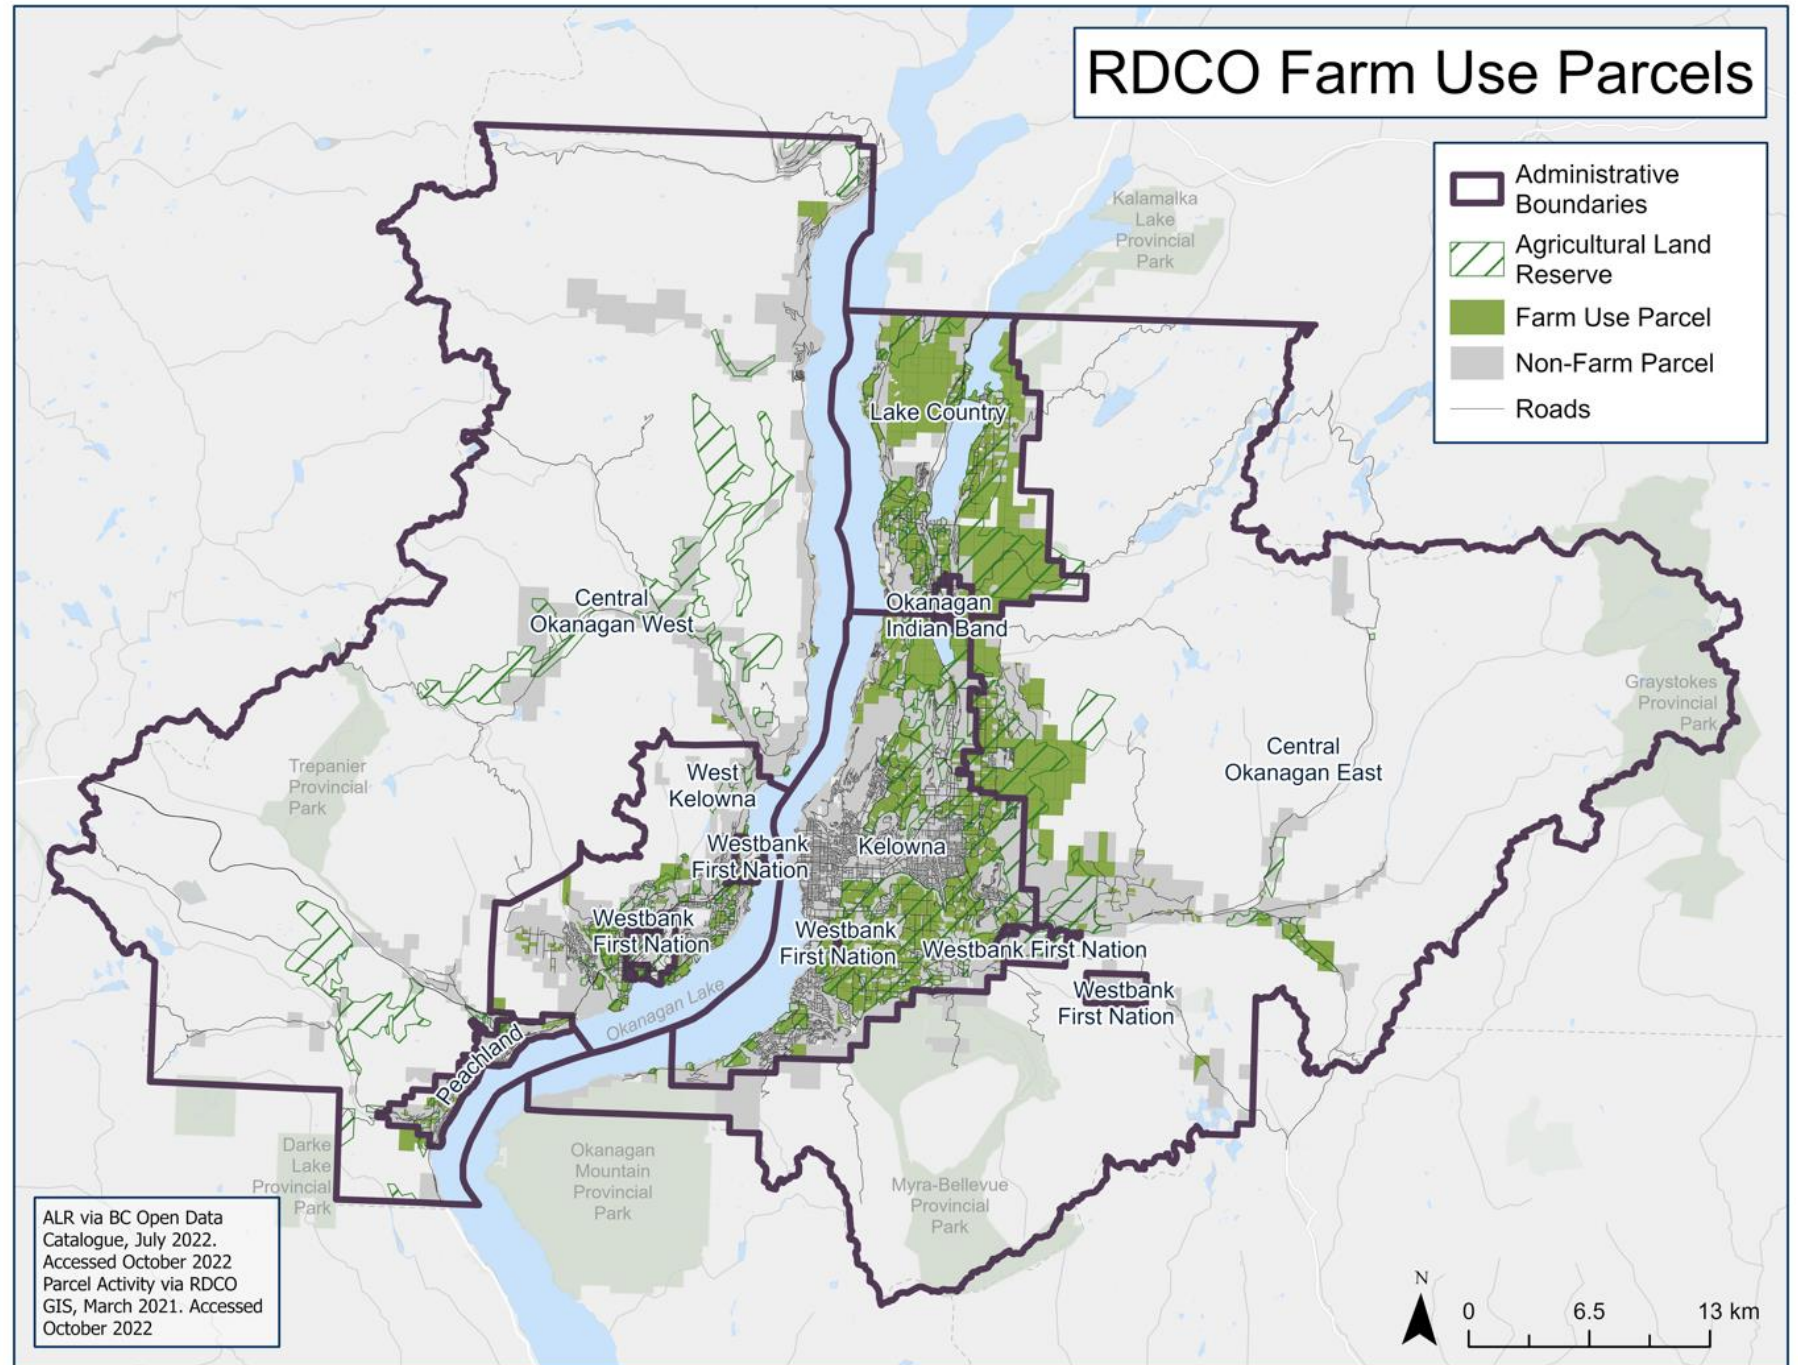 RDCO Farm Use Parcels
Administrative
Boundaries
Agricultural Land
Reserve
Farm Use Parcel
Non-Farm Parcel
Roads
Kalamalka
Lake
Provincial
Park
Lake Country
Central
Okanagan West
Okanagan
Indian Band
Graystokes
Provincial
Park
Trepanier
Provincial
Park
West
Kelowna
Central
Okanagan East
Westbank
First Nation
Kelowna
Westbank
First Nation
Westbank
First Nation
Westbank First Nation
Westbank
First Nation
Okanagan Lake
Peachland
Darke
Lake
Provincial
Park
Okanagan
Mountain
Provincial
Park
Myra-Bellevue
Provincial
Park
ALR via BC Open Data
Catalogue, July 2022.
Accessed October 2022
Parcel Activity via RDCO
GIS, March 2021. Accessed
October 2022
N
0 6.5 13 km